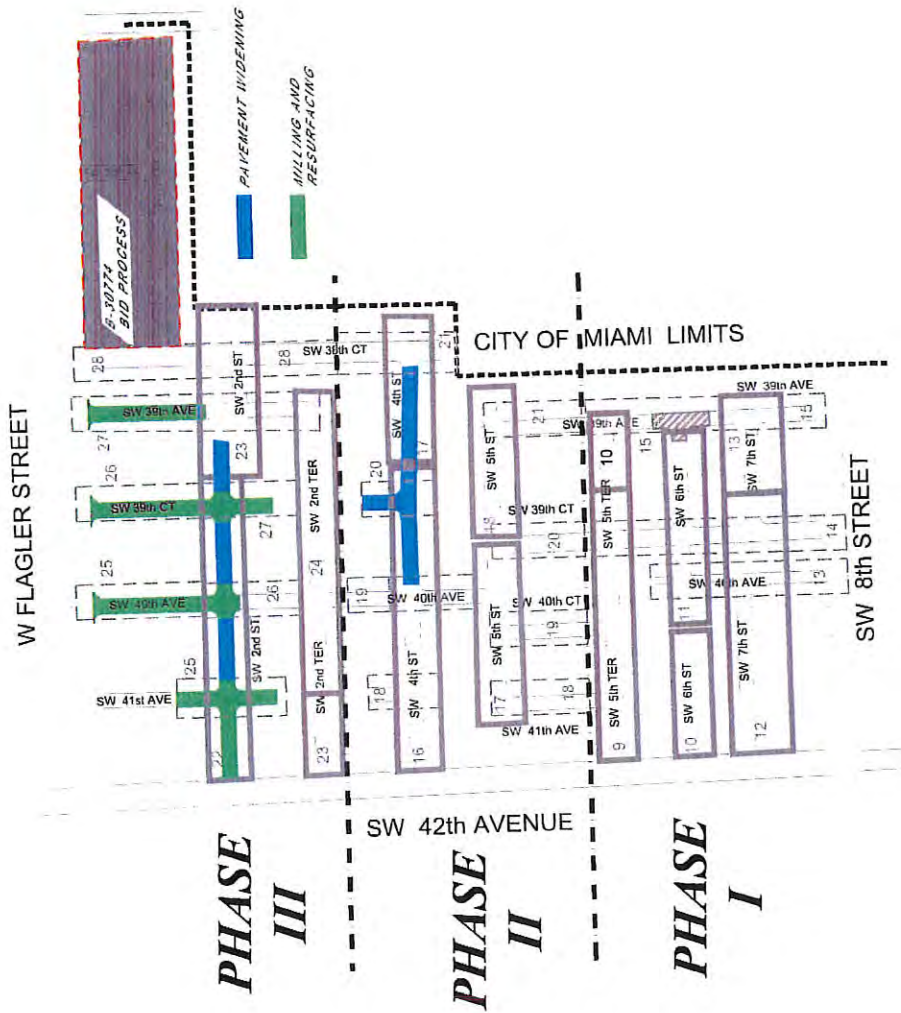 W FLAGLER STREET
B-30774
BID PROCESS
PAVEMENT WIDENING
MILLING AND
RESURFACING
28
27
26
25
25
SW 39th AVE
SW 39th CT
SW 40th AVE
SW 41st AVE
23
SW 2nd ST
SW 2nd ST
22
28
SW 38th CT
27
26
SW 2nd TER
24
SW 2nd TER
23
PHASE
III
CITY OF MIAMI LIMITS
21
SW 4th ST
17
20
19
SW 40th AVE
18
SW 4th ST
16
SW 42th AVENUE
PHASE
II
SW 5th ST
18
21
SW 39th CT
20
SW 40th CT
19
SW 5th ST
17
18
SW 41th AVE
SW 39th AVE
SW 39th AVE
15
15
10
SW 5th TER
SW 5th TER
9
SW 6th ST
11
SW 6th ST
10
13
SW 7th ST
14
SW 40th AVE
13
SW 7th ST
12
PHASE
I
SW 8th STREET